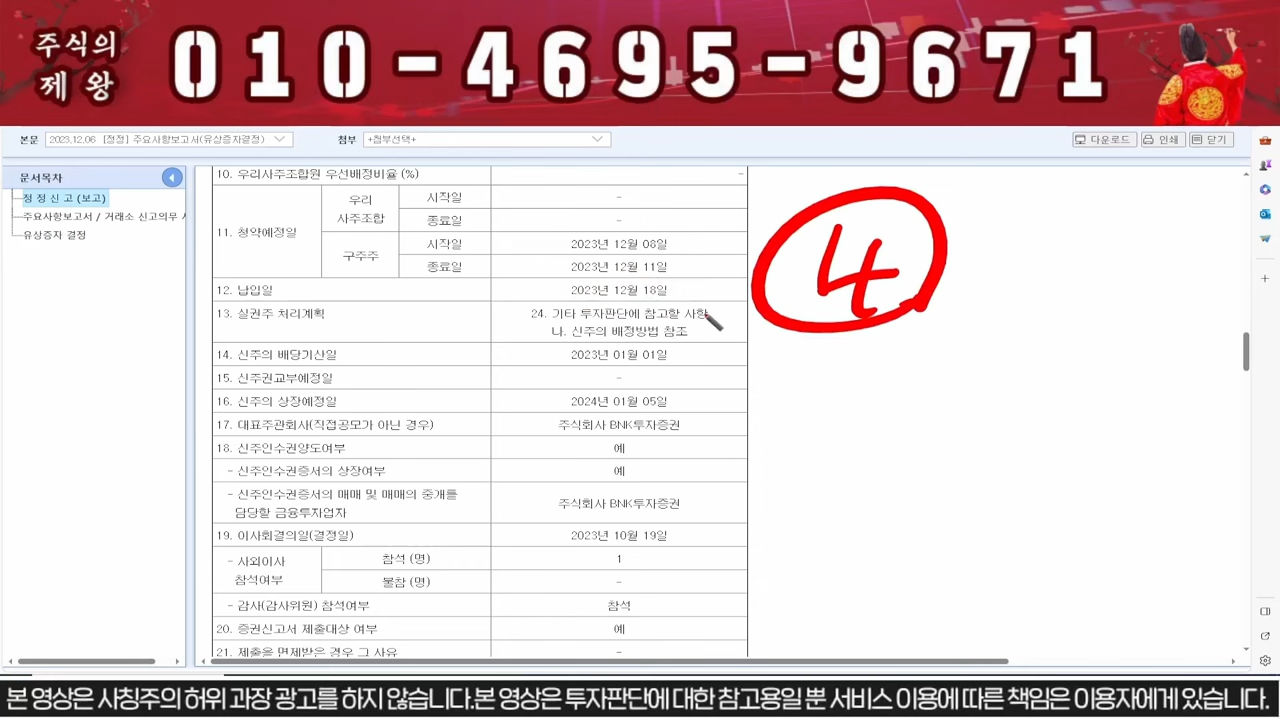 주식의
제 왕
010-4695-9671
본문 2023.12.06 [정정] 주요사항보고서(유상증자결정) 첨부 +첨부선택+ 다운로드 인쇄 닫기
문서목차
정 정 신 고 (보고)
주요사항보고서 / 거래소 신고의무 사
유상증자 결정
10. 우리사주조합원 우선배정비율 (%) -
11. 청약예정일 우리 사주조합 시작일 -
종료일 -
구주주 시작일 2023년 12월 08일
종료일 2023년 12월 11일
12. 납입일 2023년 12월 18일
13. 실권주 처리계획 24. 기타 투자판단에 참고할 사항
나. 신주의 배정방법 참조
14. 신주의 배당기산일 2023년 01월 01일
15. 신주권교부예정일 -
16. 신주의 상장예정일 2024년 01월 05일
17. 대표주관회사(직접공모가 아닌 경우) 주식회사 BNK투자증권
18. 신주인수권양도여부 예
- 신주인수권증서의 상장여부 예
- 신주인수권증서의 매매 및 매매의 중개를
담당할 금융투자업자 주식회사 BNK투자증권
19. 이사회결의일(결정일) 2023년 10월 19일
- 사외이사
참석여부 참석 (명) 1
불참 (명) -
- 감사(감사위원) 참석여부 참석
20. 증권신고서 제출대상 여부 예
21. 제출을 면제받은 경우 그 사유 -
4
본 영상은 사칭주의 허위 과장 광고를 하지 않습니다.본 영상은 투자판단에 대한 참고용일 뿐 서비스 이용에 따른 책임은 이용자에게 있습니다.